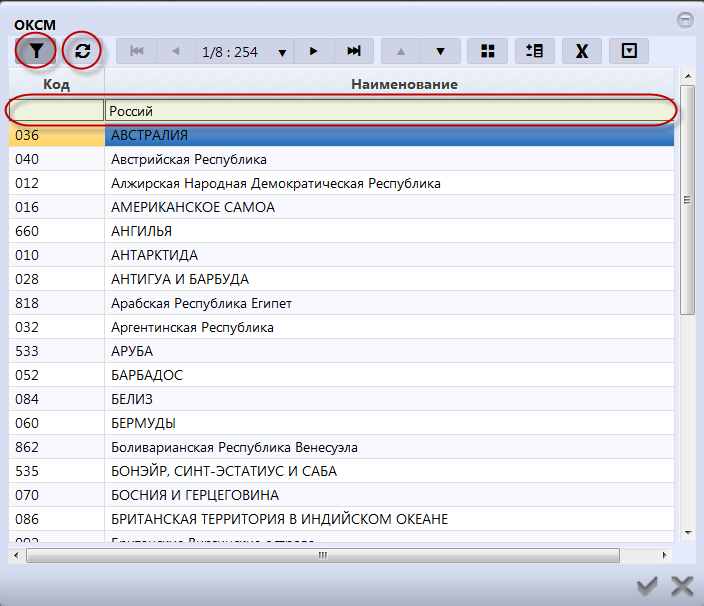 ОКСМ
1/8 : 254
X
Код Наименование
Россий
036 АВСТРАЛИЯ
040 Австрийская Республика
012 Алжирская Народная Демократическая Республика
016 АМЕРИКАНСКОЕ САМОА
660 АНГИЛЬЯ
010 АНТАРКТИДА
028 АНТИГУА И БАРБУДА
818 Арабская Республика Египет
032 Аргентинская Республика
533 АРУБА
052 БАРБАДОС
084 БЕЛИЗ
060 БЕРМУДЫ
862 Боливарианская Республика Венесуэла
535 БОНЭЙР, СИНТ-ЭСТАТИУС И САБА
070 БОСНИЯ И ГЕРЦЕГОВИНА
086 БРИТАНСКАЯ ТЕРРИТОРИЯ В ИНДИЙСКОМ ОКЕАНЕ